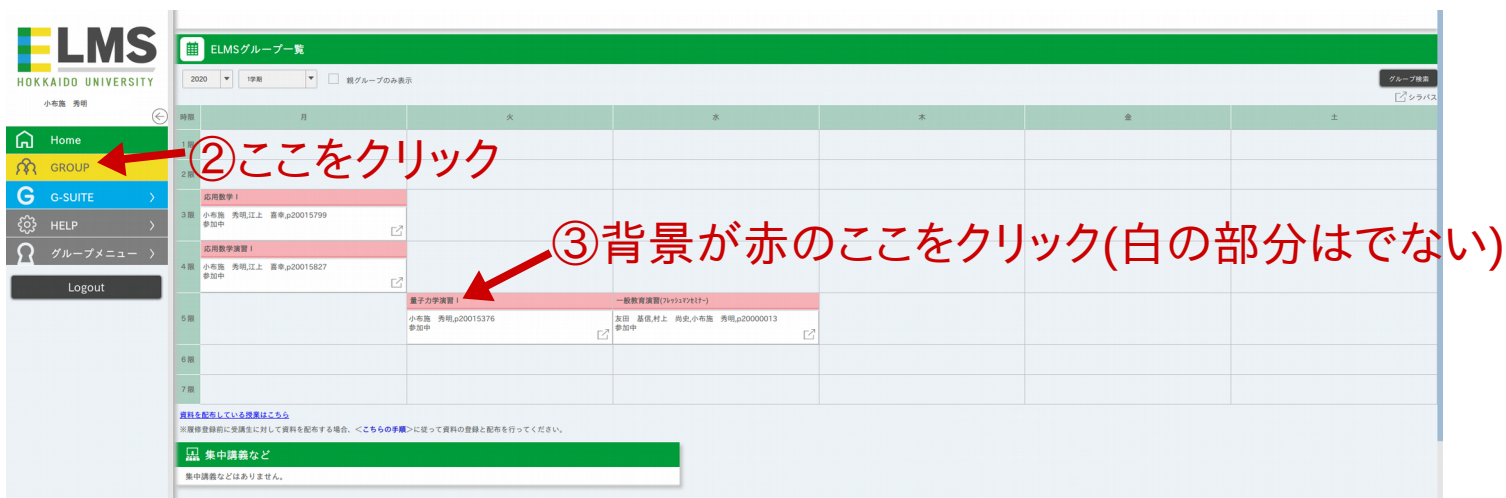 ELMS
HOKKAIDO UNIVERSITY
小布施 秀明
Home
GROUP
G-SUITE
HELP
グループメニュー
Logout
ELMSグループ一覧
2020 1学期 親グループのみ表示
グループ検索
シラバス
時限 月 火 水 木 金 土
1限
②ここをクリック
2限
応用数学Ⅰ
3限 小布施 秀明,江上 喜幸,p20015799
参加中
③背景が赤のここをクリック(白の部分はでない)
応用数学演習Ⅰ
4限 小布施 秀明,江上 喜幸,p20015827
参加中
量子力学演習Ⅰ 一般教育演習(フレッシュマンセミナー)
5限 小布施 秀明,p20015376 友田 基信,村上 尚史,小布施 秀明,p20000013
参加中 参加中
6限
7限
資料を配布している授業はこちら
※履修登録前に受講生に対して資料を配布する場合、<こちらの手順>に従って資料の登録と配布を行ってください。
集中講義など
集中講義などはありません。